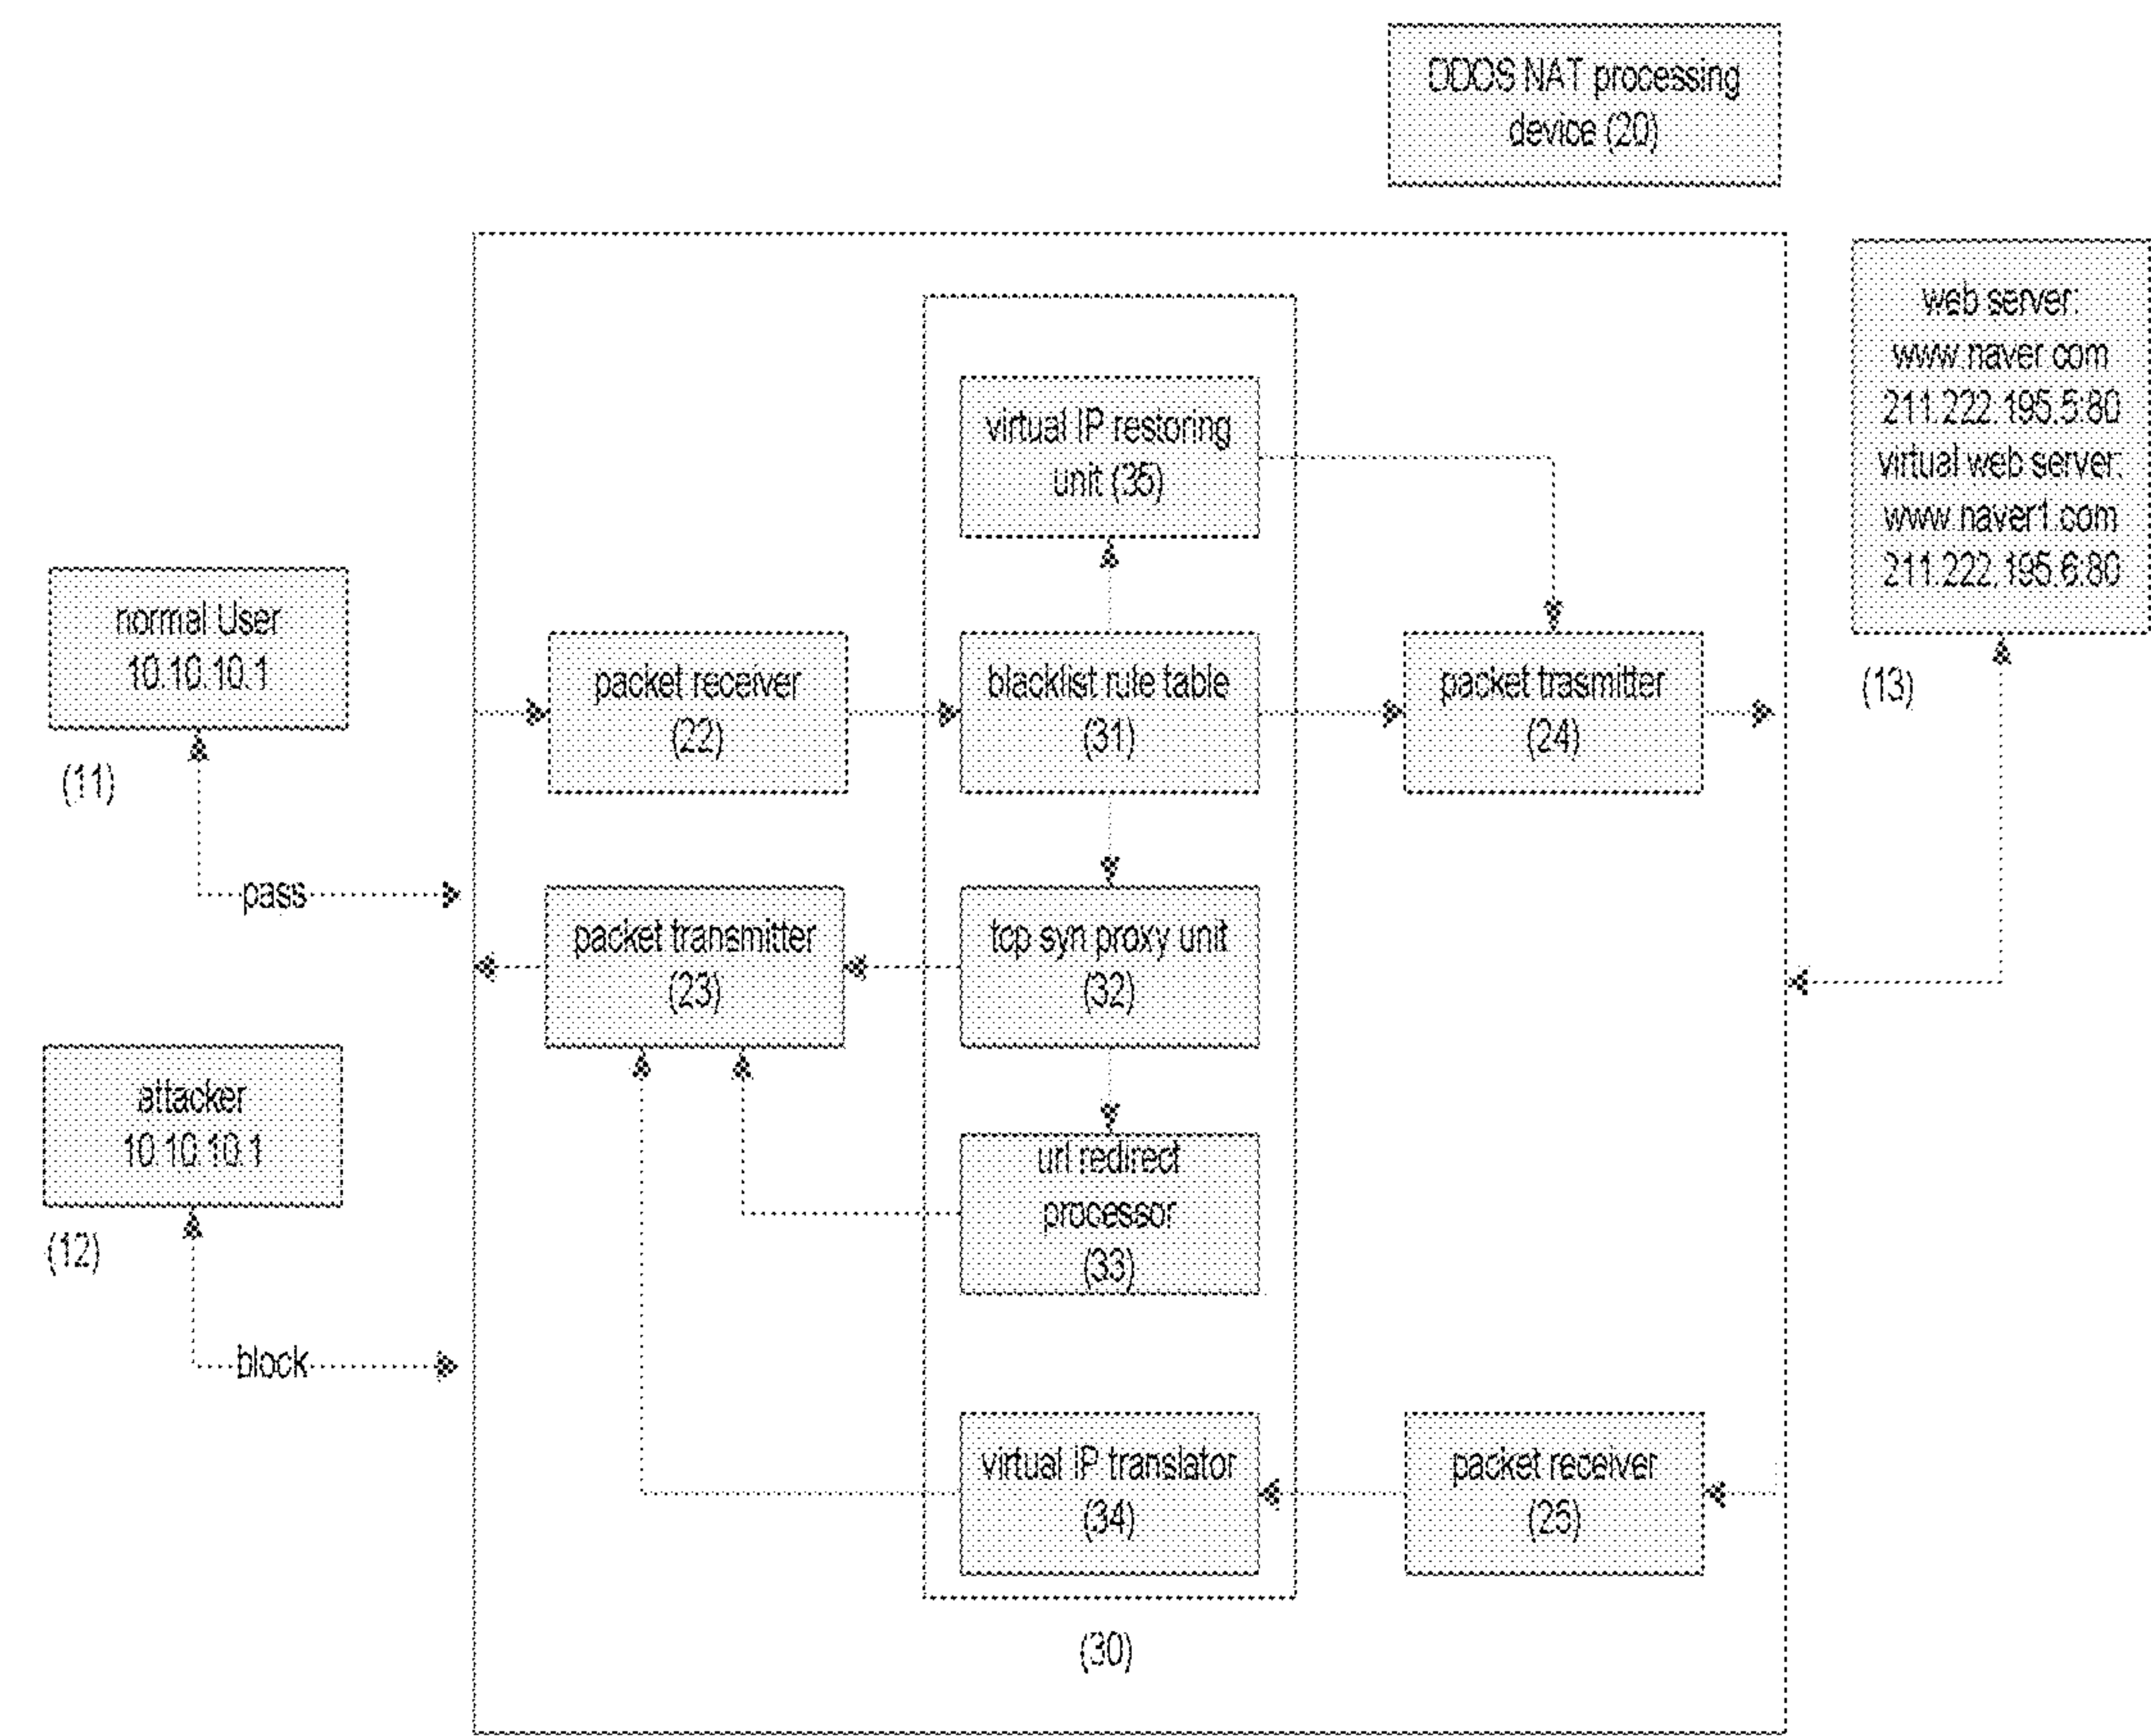 DDOS NAT processing
device (20)
web server:
www.naver.com
211.222.195.5:80
virtual web server:
www.naver1.com
211.222.195.6:80
(13)
virtual IP restoring
unit (35)
normal User
10.10.10.1
(11)
pass
packet receiver
(22)
blacklist rule table
(31)
packet trasmitter
(24)
packet transmitter
(23)
tcp syn proxy unit
(32)
attacker
10.10.10.1
(12)
block
url redirect
processor
(33)
virtual IP translator
(34)
packet receiver
(25)
(30)